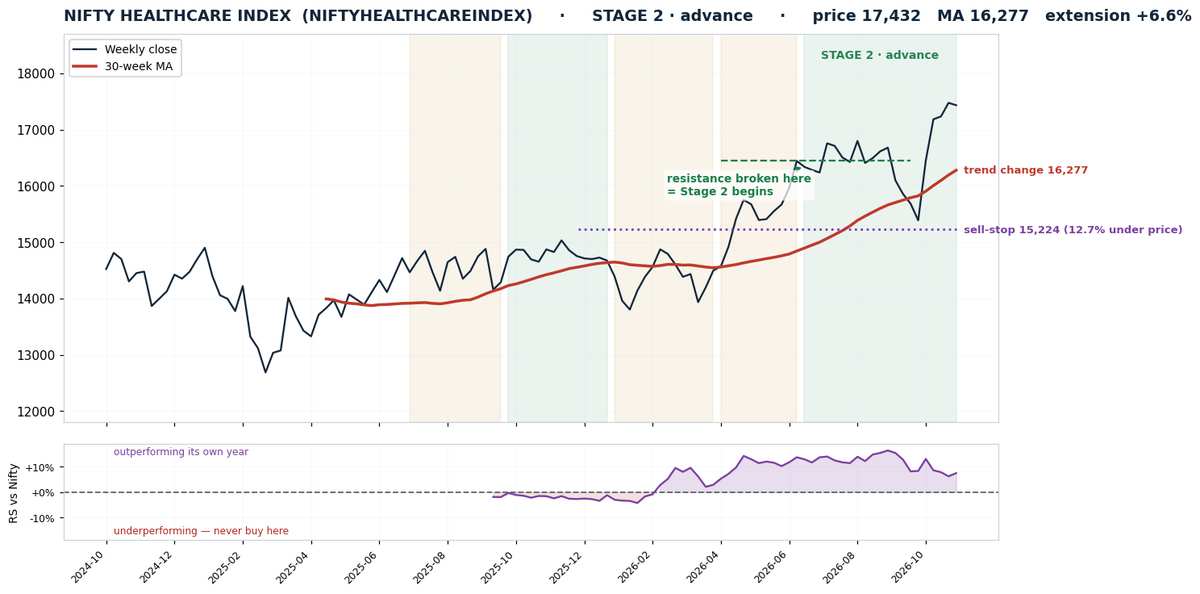 NIFTY HEALTHCARE INDEX (NIFTYHEALTHCAREINDEX) · STAGE 2 · advance · price 17,432 MA 16,277 extension +6.6%
Weekly close
30-week MA
STAGE 2 · advance
18000
17000
16000
15000
14000
13000
12000
resistance broken here
= Stage 2 begins
trend change 16,277
sell-stop 15,224 (12.7% under price)
RS vs Nifty
+10%
+0%
-10%
outperforming its own year
underperforming — never buy here
2024-10
2024-12
2025-02
2025-04
2025-06
2025-08
2025-10
2025-12
2026-02
2026-04
2026-06
2026-08
2026-10